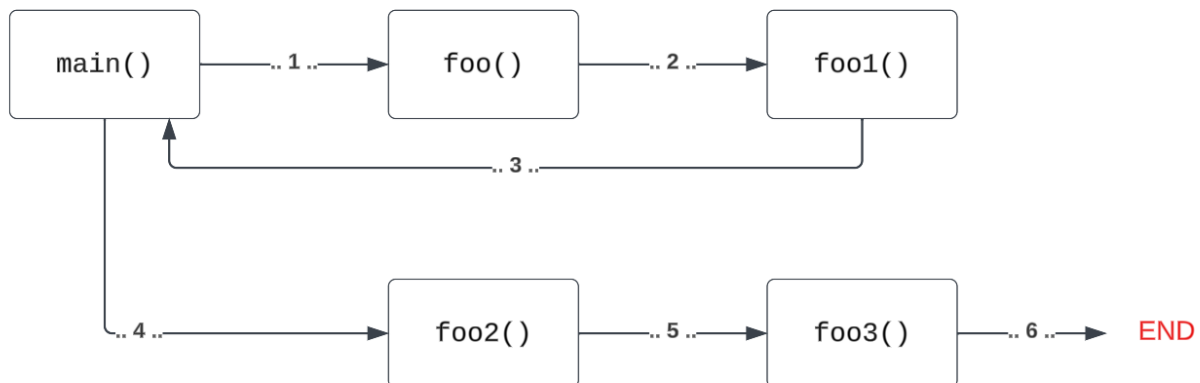 main() .. 1 .. foo() .. 2 .. foo1()
.. 3 ..
.. 4 .. foo2() .. 5 .. foo3() .. 6 .. END